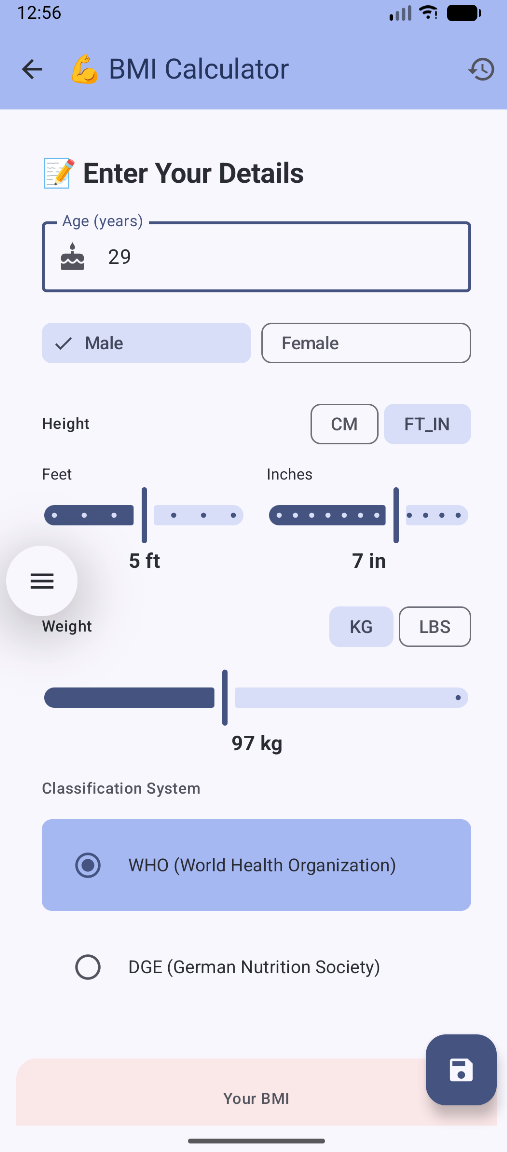 12:56
💪 BMI Calculator
📝 Enter Your Details
Age (years)
29
Male
Female
Height
CM
FT_IN
Feet
Inches
5 ft
7 in
Weight
KG
LBS
97 kg
Classification System
WHO (World Health Organization)
DGE (German Nutrition Society)
Your BMI